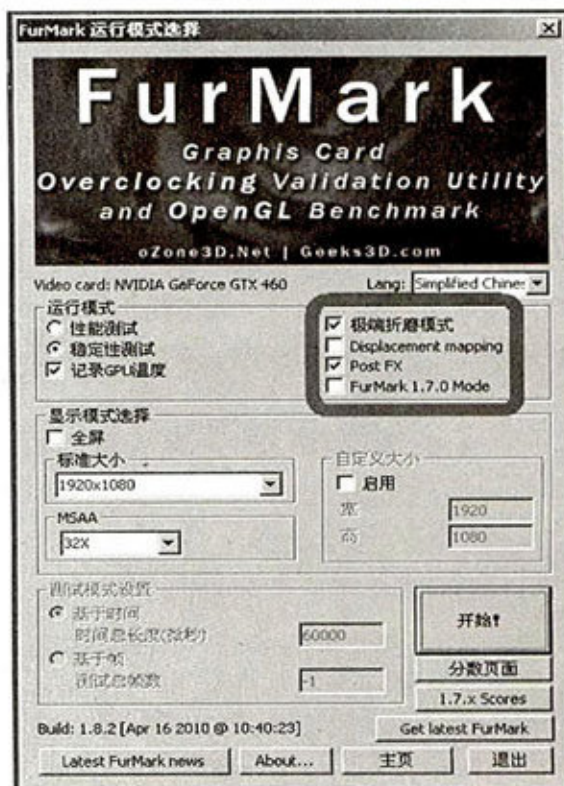 FurMark 运行模式选择
FurMark
Graphis Card
Overclocking Validation Utility
and OpenGL Benchmark
oZone3D.Net | Geeks3D.com
Video card: NVIDIA GeForce GTX 460 Lang: Simplified Chine:
运行模式
性能测试
稳定性测试
记录GPU温度
极端折磨模式
Displacement mapping
Post FX
FurMark 1.7.0 Mode
显示模式选择
全屏
标准大小
1920x1080
MSAA
32X
自定义大小
启用
宽 1920
高 1080
测试模式设置
基于时间
时间总长度(微秒) 60000
基于帧
测试总帧数 -1
开始!
分数页面
1.7.x Scores
Build: 1.8.2 [Apr 16 2010 @ 10:40:23] Get latest FurMark
Latest FurMark news About... 主页 退出